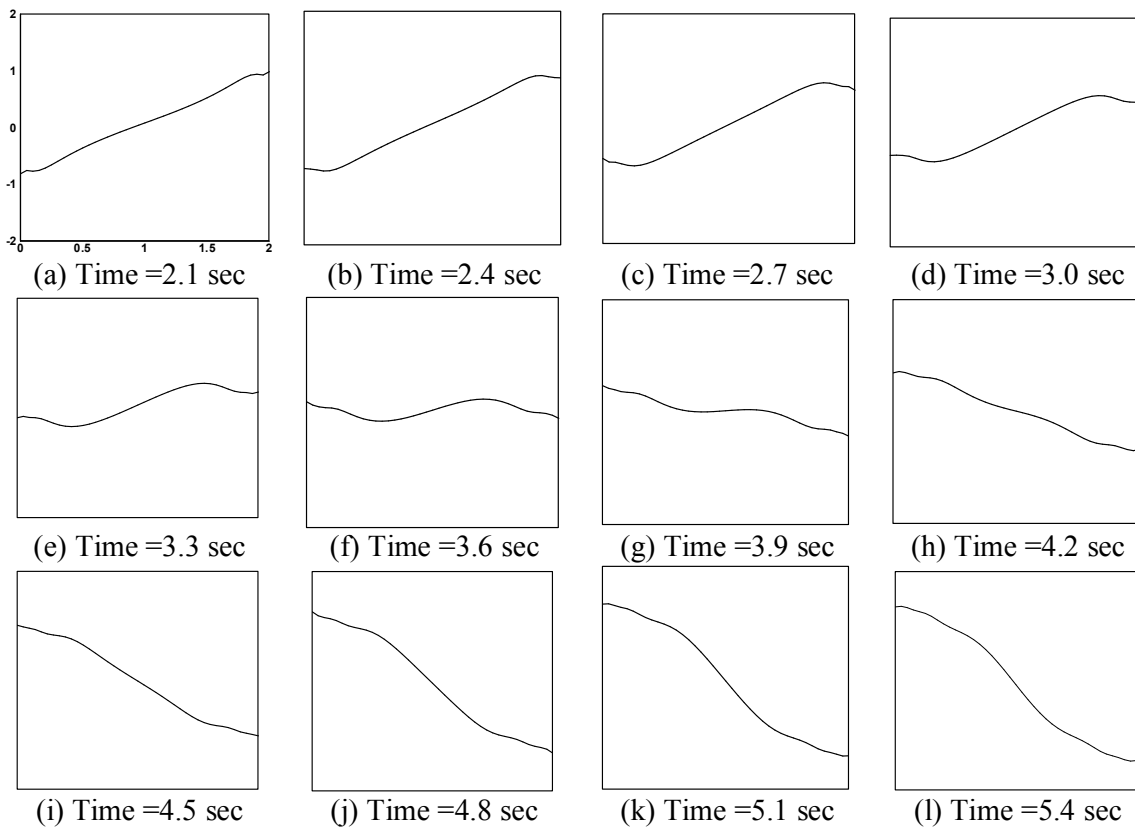 2
1
0
-1
-2
0 0.5 1 1.5 2
(a) Time =2.1 sec (b) Time =2.4 sec (c) Time =2.7 sec (d) Time =3.0 sec
(e) Time =3.3 sec (f) Time =3.6 sec (g) Time =3.9 sec (h) Time =4.2 sec
(i) Time =4.5 sec (j) Time =4.8 sec (k) Time =5.1 sec (l) Time =5.4 sec